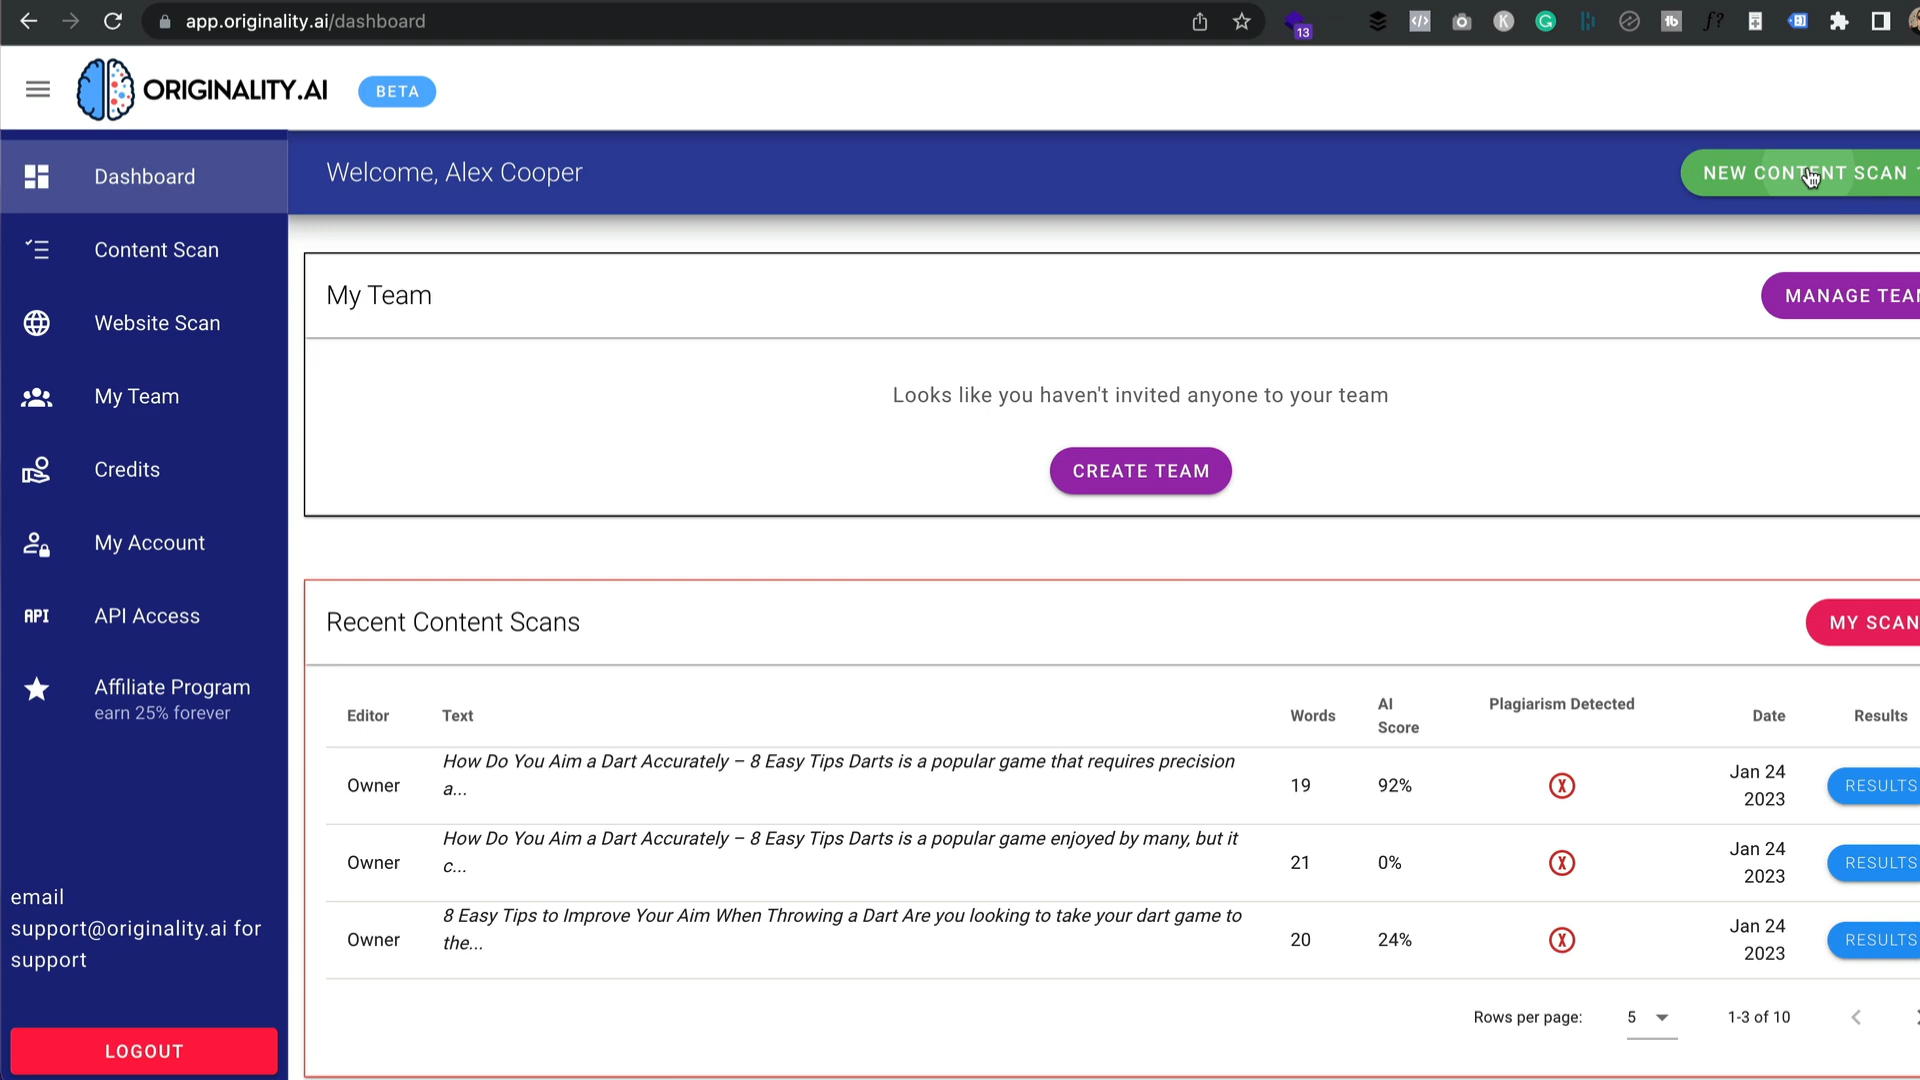 app.originality.ai/dashboard
13
ORIGINALITY.AI
BETA
Dashboard
Welcome, Alex Cooper
NEW CONTENT SCAN
Content Scan
Website Scan
My Team
Credits
My Account
API
API Access
Affiliate Program
earn 25% forever
email
support@originality.ai for
support
LOGOUT
My Team
MANAGE TEAM
Looks like you haven't invited anyone to your team
CREATE TEAM
Recent Content Scans
MY SCAN
Editor Text Words AI Score Plagiarism Detected Date Results
How Do You Aim a Dart Accurately – 8 Easy Tips Darts is a popular game that requires precision
a...
Owner 19 92% X Jan 24 2023 RESULTS
How Do You Aim a Dart Accurately – 8 Easy Tips Darts is a popular game enjoyed by many, but it
c...
Owner 21 0% X Jan 24 2023 RESULTS
8 Easy Tips to Improve Your Aim When Throwing a Dart Are you looking to take your dart game to
the...
Owner 20 24% X Jan 24 2023 RESULTS
Rows per page: 5 1-3 of 10